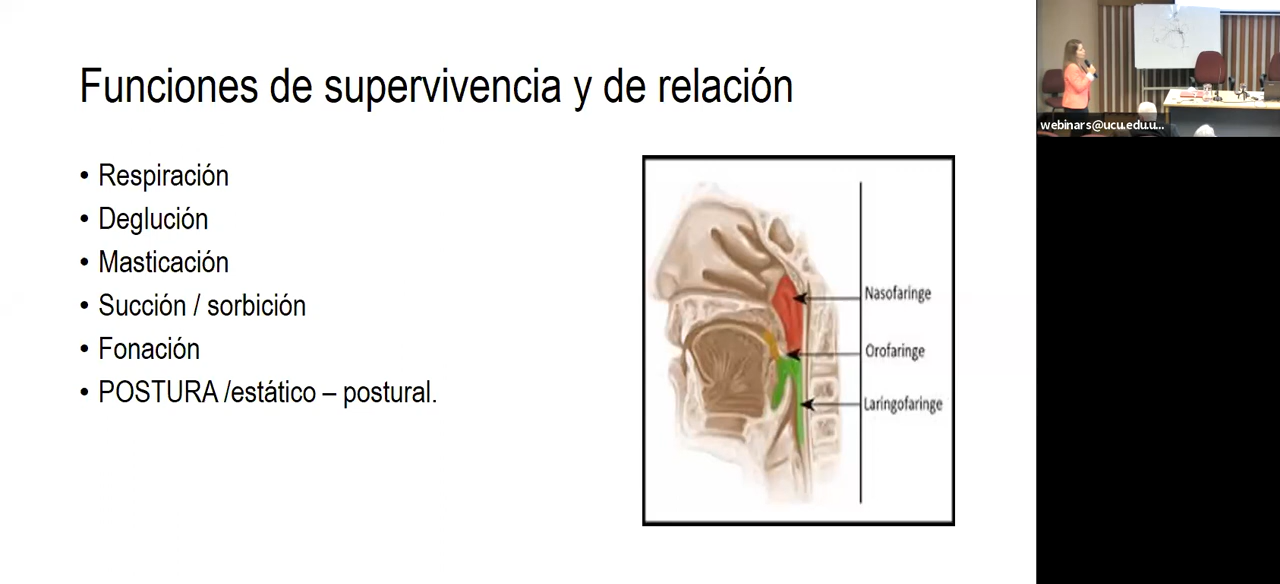 Funciones de supervivencia y de relación
• Respiración
• Deglución
• Masticación
• Succión / sorbición
• Fonación
• POSTURA /estático – postural.
Nasofaringe
Orofaringe
Laringofaringe
webinars@ucu.edu.u...